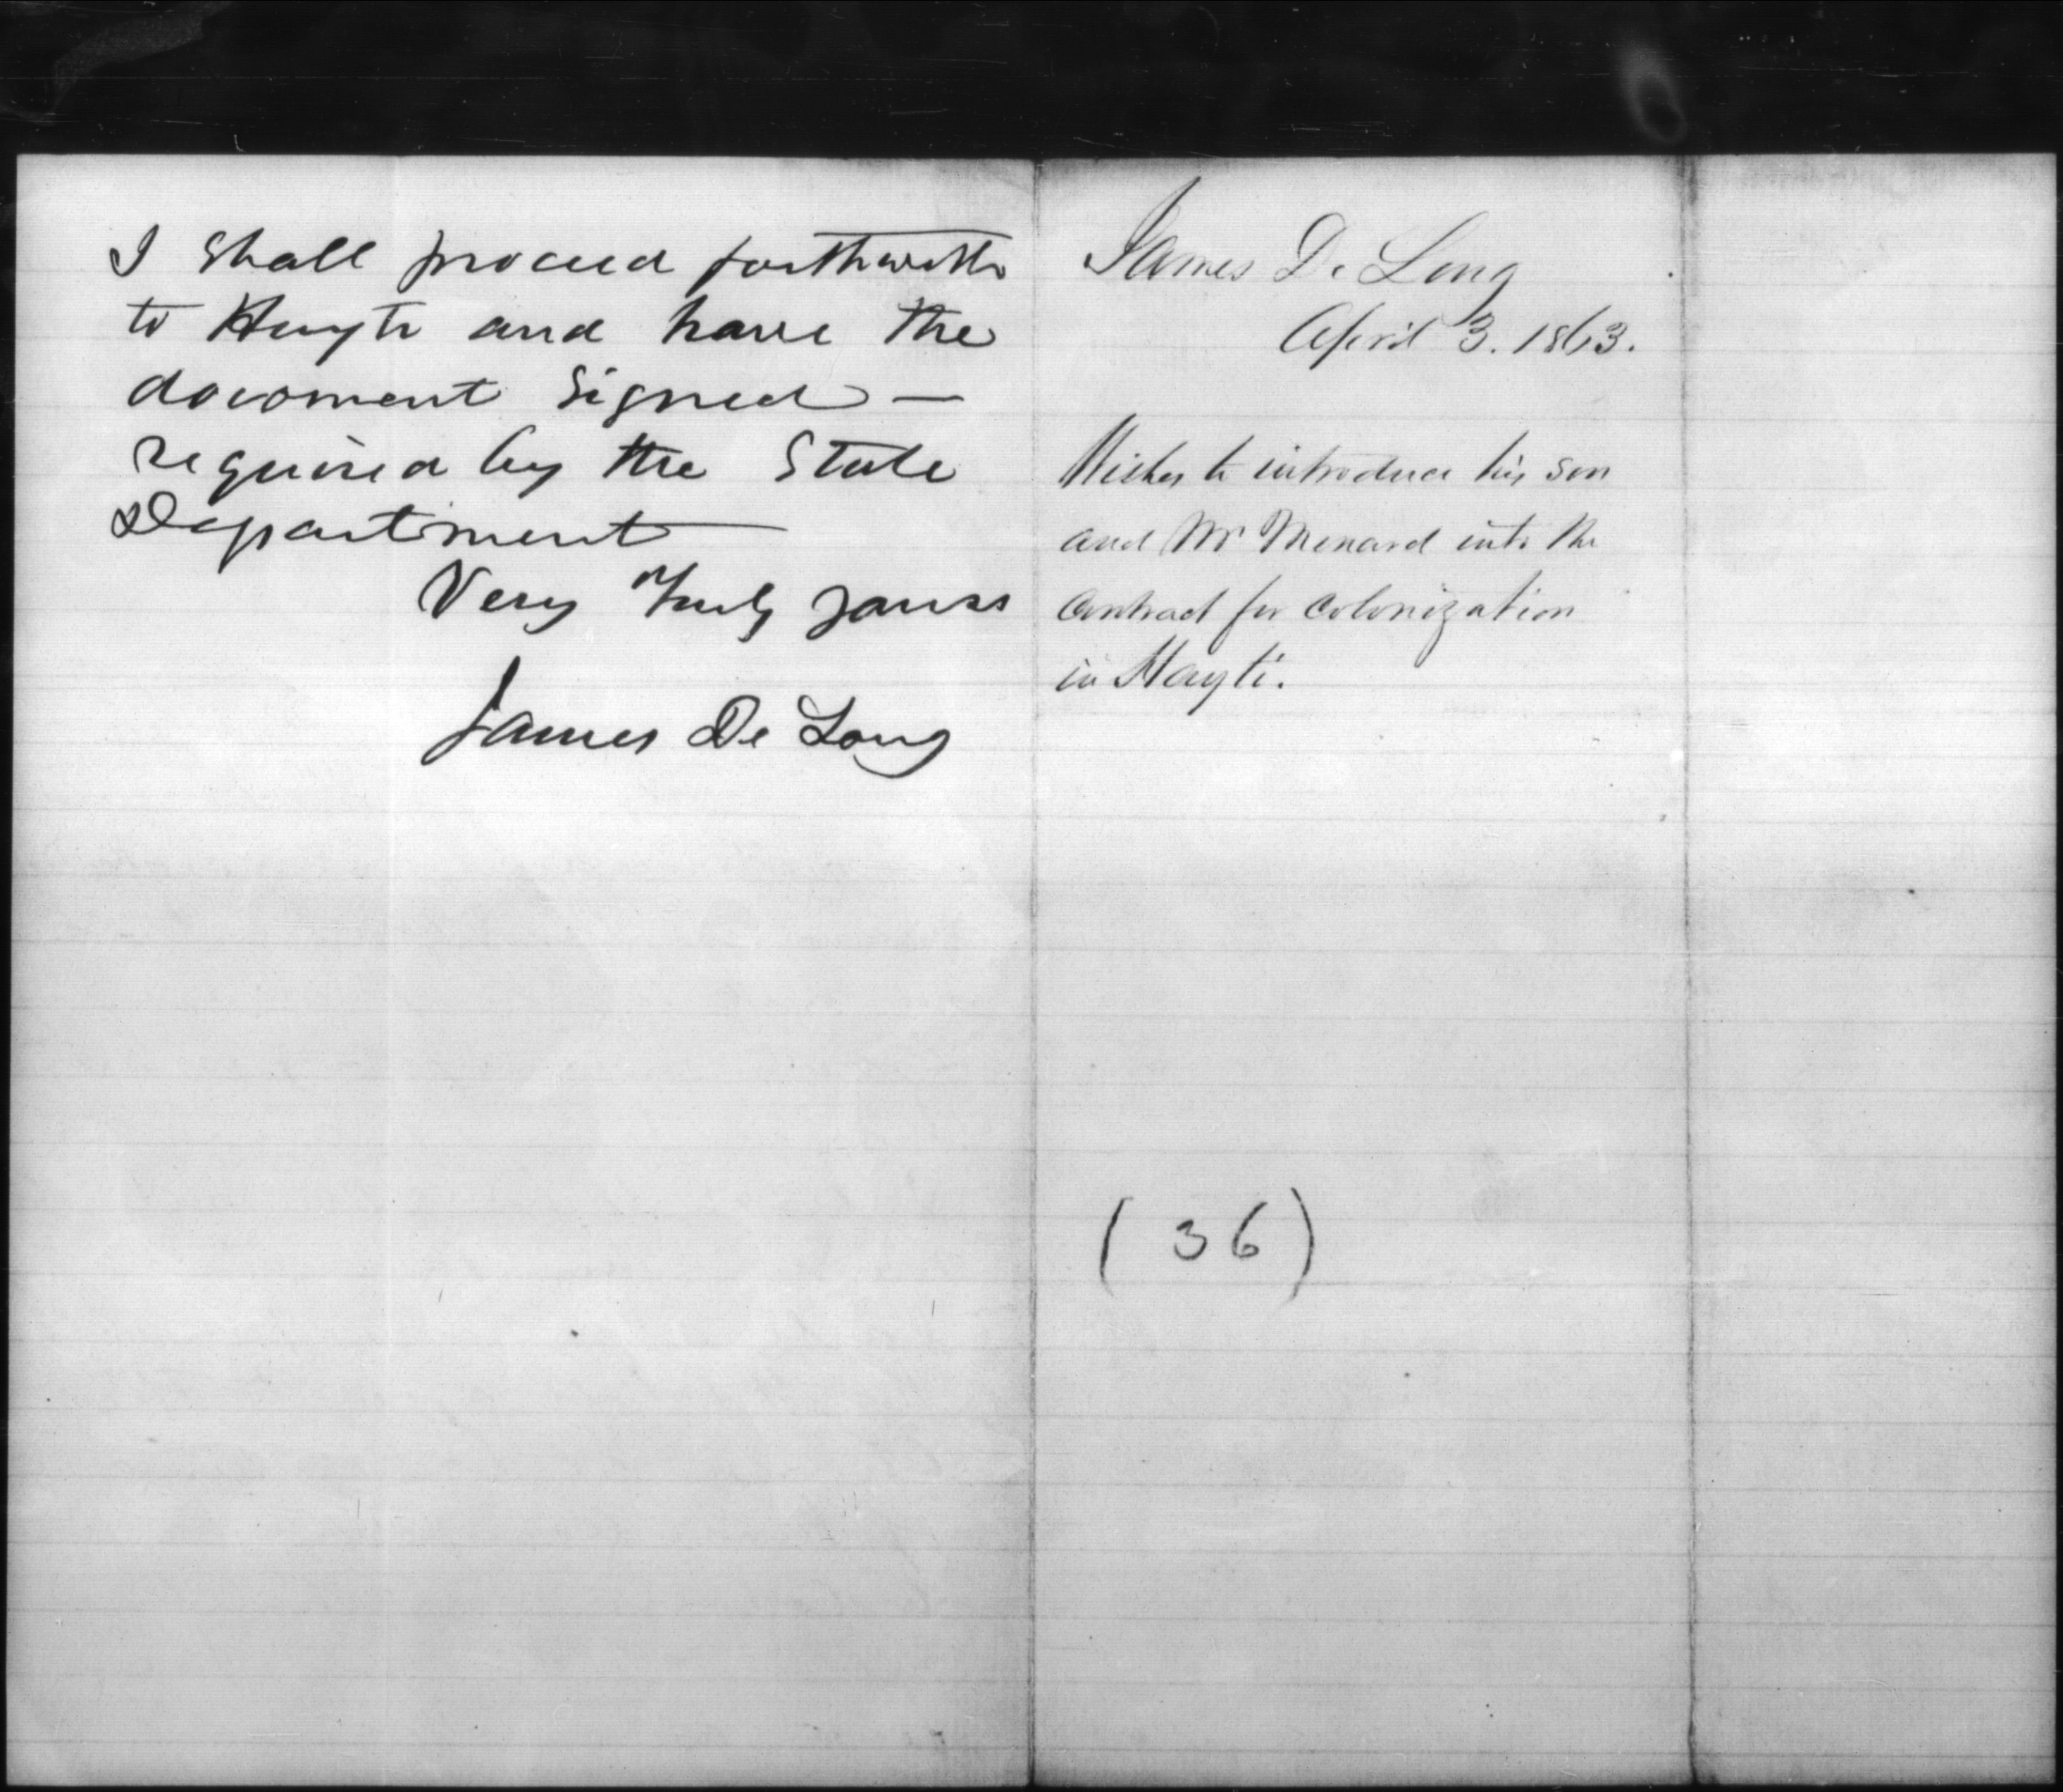 I Shall proceed forthwith
to Hayti and have the
docoment Signed —
required by the State
Department —
Very Truly yours
James De Long
James De Long
April 3. 1863.
Wishes to introduce his son
and Mr Menard into the
contract for colonization
in Hayti.
(36)